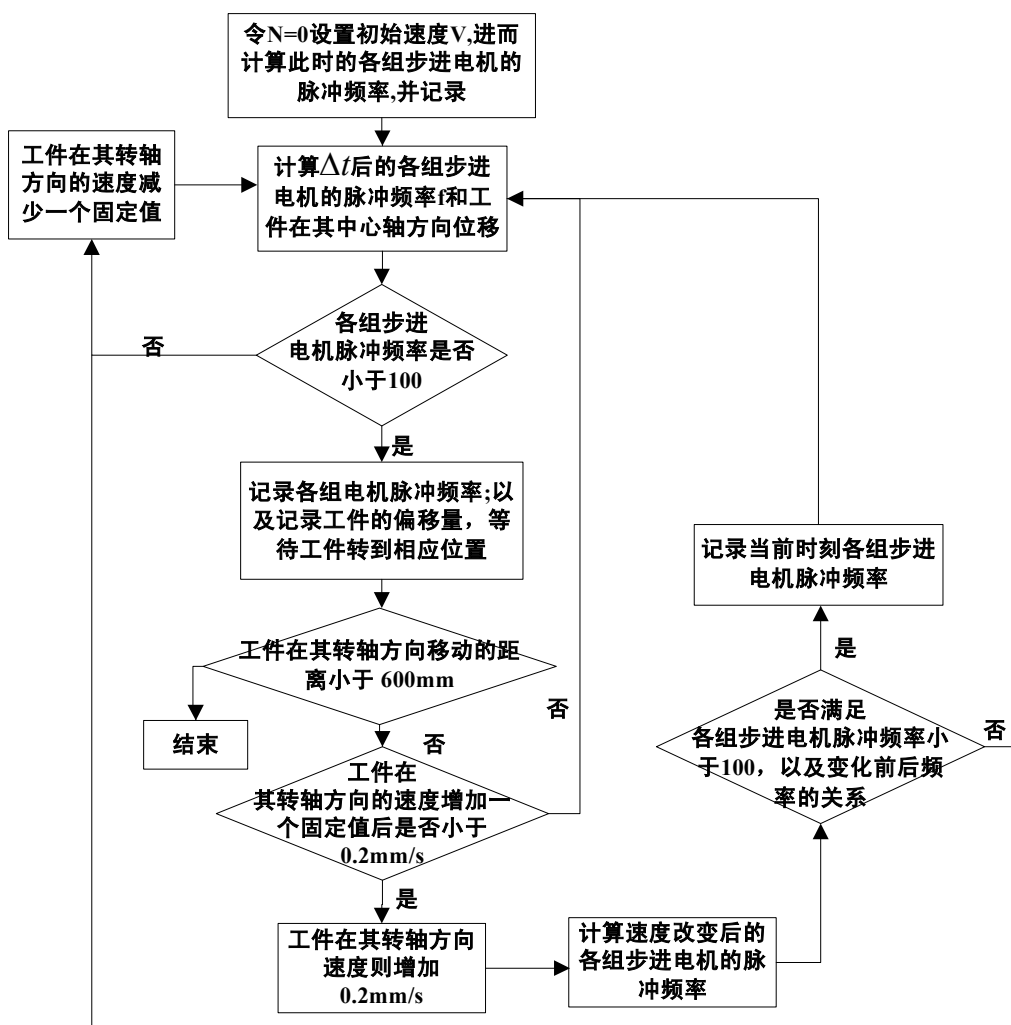 令N=0设置初始速度V,进而
计算此时的各组步进电机的
脉冲频率,并记录
工件在其转轴
方向的速度减
少一个固定值
计算Δt后的各组步进
电机的脉冲频率f和工
件在其中心轴方向位移
各组步进
电机脉冲频率是否
小于100
否
是
记录各组电机脉冲频率;以
及记录工件的偏移量，等
待工件转到相应位置
记录当前时刻各组步进
电机脉冲频率
工件在其转轴方向移动的距
离小于 600mm
是
否
结束
否
是否满足
各组步进电机脉冲频率小
于100，以及变化前后频
率的关系
否
工件在
其转轴方向的速度增加一
个固定值后是否小于
0.2mm/s
是
工件在其转轴方向
速度则增加
0.2mm/s
计算速度改变后的
各组步进电机的脉
冲频率